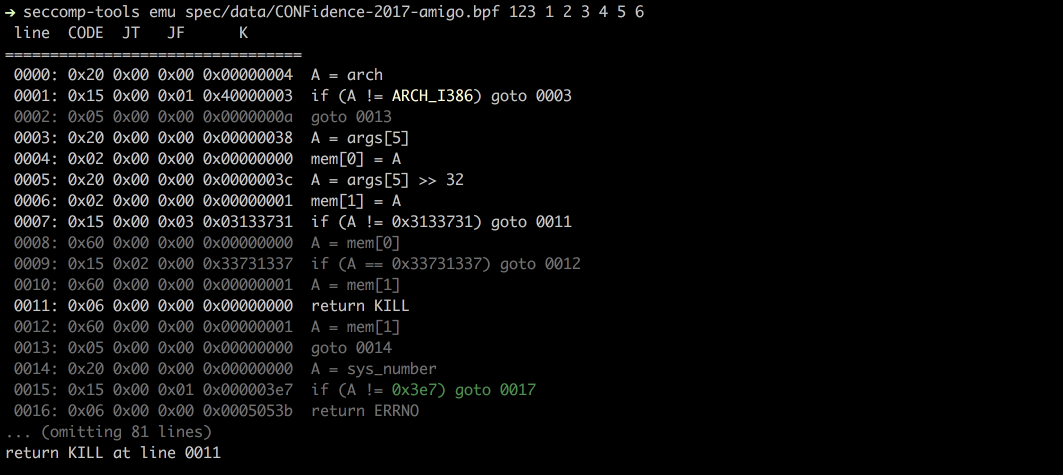 → seccomp-tools emu spec/data/CONFidence-2017-amigo.bpf 123 1 2 3 4 5 6
 line  CODE  JT   JF      K
=================================
 0000: 0x20 0x00 0x00 0x00000004  A = arch
 0001: 0x15 0x00 0x01 0x40000003  if (A != ARCH_I386) goto 0003
 0002: 0x05 0x00 0x00 0x0000000a  goto 0013
 0003: 0x20 0x00 0x00 0x00000038  A = args[5]
 0004: 0x02 0x00 0x00 0x00000000  mem[0] = A
 0005: 0x20 0x00 0x00 0x0000003c  A = args[5] >> 32
 0006: 0x02 0x00 0x00 0x00000001  mem[1] = A
 0007: 0x15 0x00 0x03 0x03133731  if (A != 0x3133731) goto 0011
 0008: 0x60 0x00 0x00 0x00000000  A = mem[0]
 0009: 0x15 0x02 0x00 0x33731337  if (A == 0x33731337) goto 0012
 0010: 0x60 0x00 0x00 0x00000001  A = mem[1]
 0011: 0x06 0x00 0x00 0x00000000  return KILL
 0012: 0x60 0x00 0x00 0x00000001  A = mem[1]
 0013: 0x05 0x00 0x00 0x00000000  goto 0014
 0014: 0x20 0x00 0x00 0x00000000  A = sys_number
 0015: 0x15 0x00 0x01 0x000003e7  if (A != 0x3e7) goto 0017
 0016: 0x06 0x00 0x00 0x0005053b  return ERRNO
... (omitting 81 lines)
return KILL at line 0011